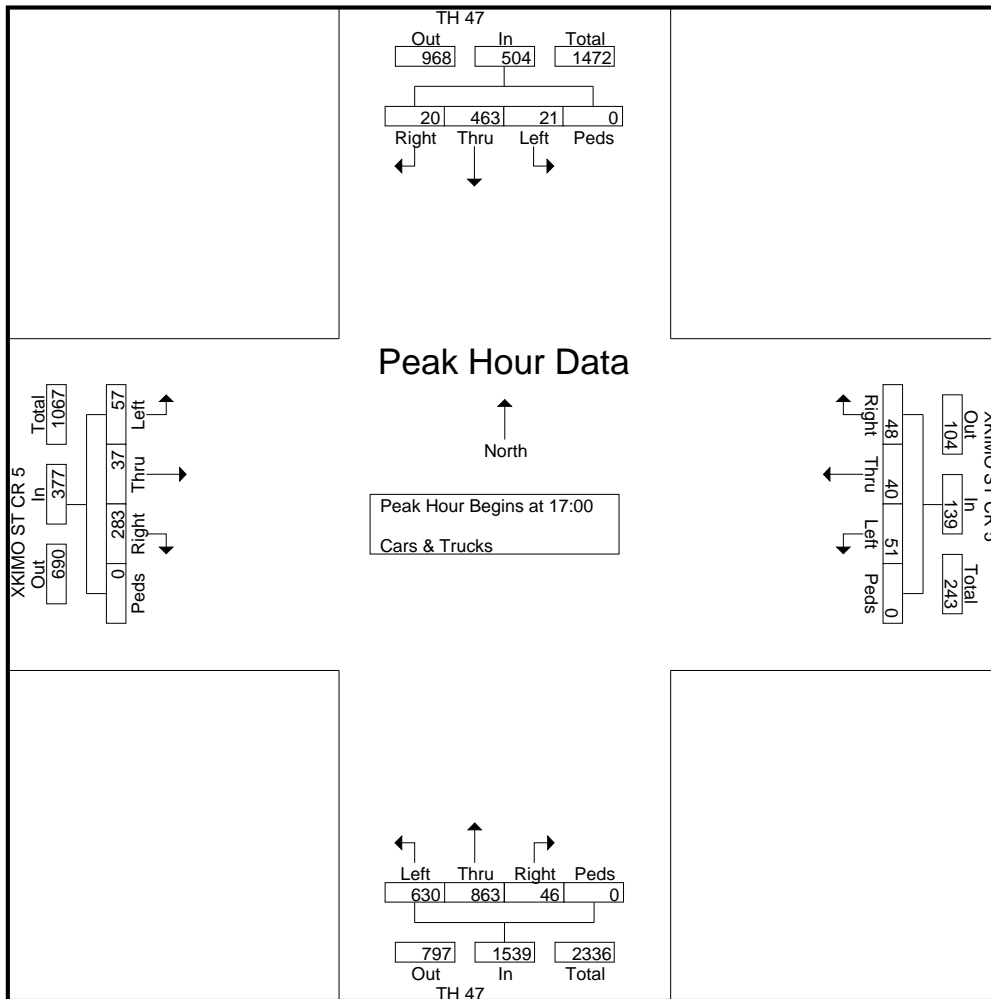 TH 47
Out In Total
968 504 1472
20 463 21 0
Right Thru Left Peds
Peak Hour Data
North
Peak Hour Begins at 17:00
Cars & Trucks
XKIMO ST CR 5
Out In Total
690 377 1067
0 283 37 57
Peds Right Thru Left
XKIMO ST CR 5
Out In Total
104 139 243
48 40 51 0
Right Thru Left Peds
Left Thru Right Peds
630 863 46 0
797 1539 2336
Out In Total
TH 47